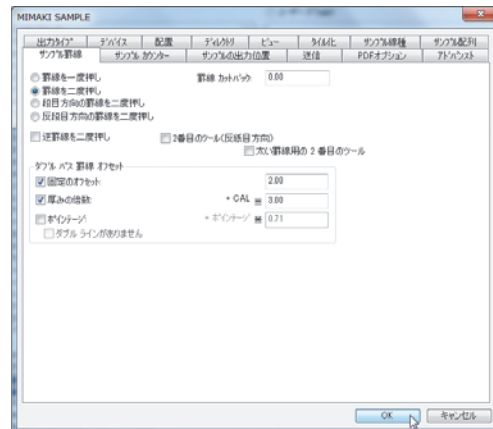 MIMAKI SAMPLE
出力ﾀｲﾌﾟ ﾃﾞﾊﾞｲｽ 配置 ﾃﾞｨﾚｸﾄﾘ ﾋﾞｭｰ ﾀｲﾙ化 ｻﾝﾌﾟﾙ線種 ｻﾝﾌﾟﾙ配列
ｻﾝﾌﾟﾙ罫線 ｻﾝﾌﾟﾙ ｶｳﾝﾀｰ ｻﾝﾌﾟﾙの出力位置 送信 PDFｵﾌﾟｼｮﾝ ｱﾄﾞﾊﾞﾝｽﾄ
罫線を一度押し 罫線 ｶｯﾄﾊﾞｯｸ: 0.00
罫線を二度押し
段目方向の罫線を二度押し
反段目方向の罫線を二度押し
逆罫線を二度押し 2番目のﾂｰﾙ(反紙目方向)
太い罫線用の 2 番目のﾂｰﾙ
ﾀﾞﾌﾞﾙ ﾊﾟｽ 罫線 ｵﾌｾｯﾄ
固定のｵﾌｾｯﾄ: 2.00
厚みの倍数: * CAL = 3.00
ﾎﾟｲﾝﾃｰｼﾞ: * ﾎﾟｲﾝﾃｰｼﾞ = 0.71
ﾀﾞﾌﾞﾙ ﾗｲﾝがありません
OK ｷｬﾝｾﾙ